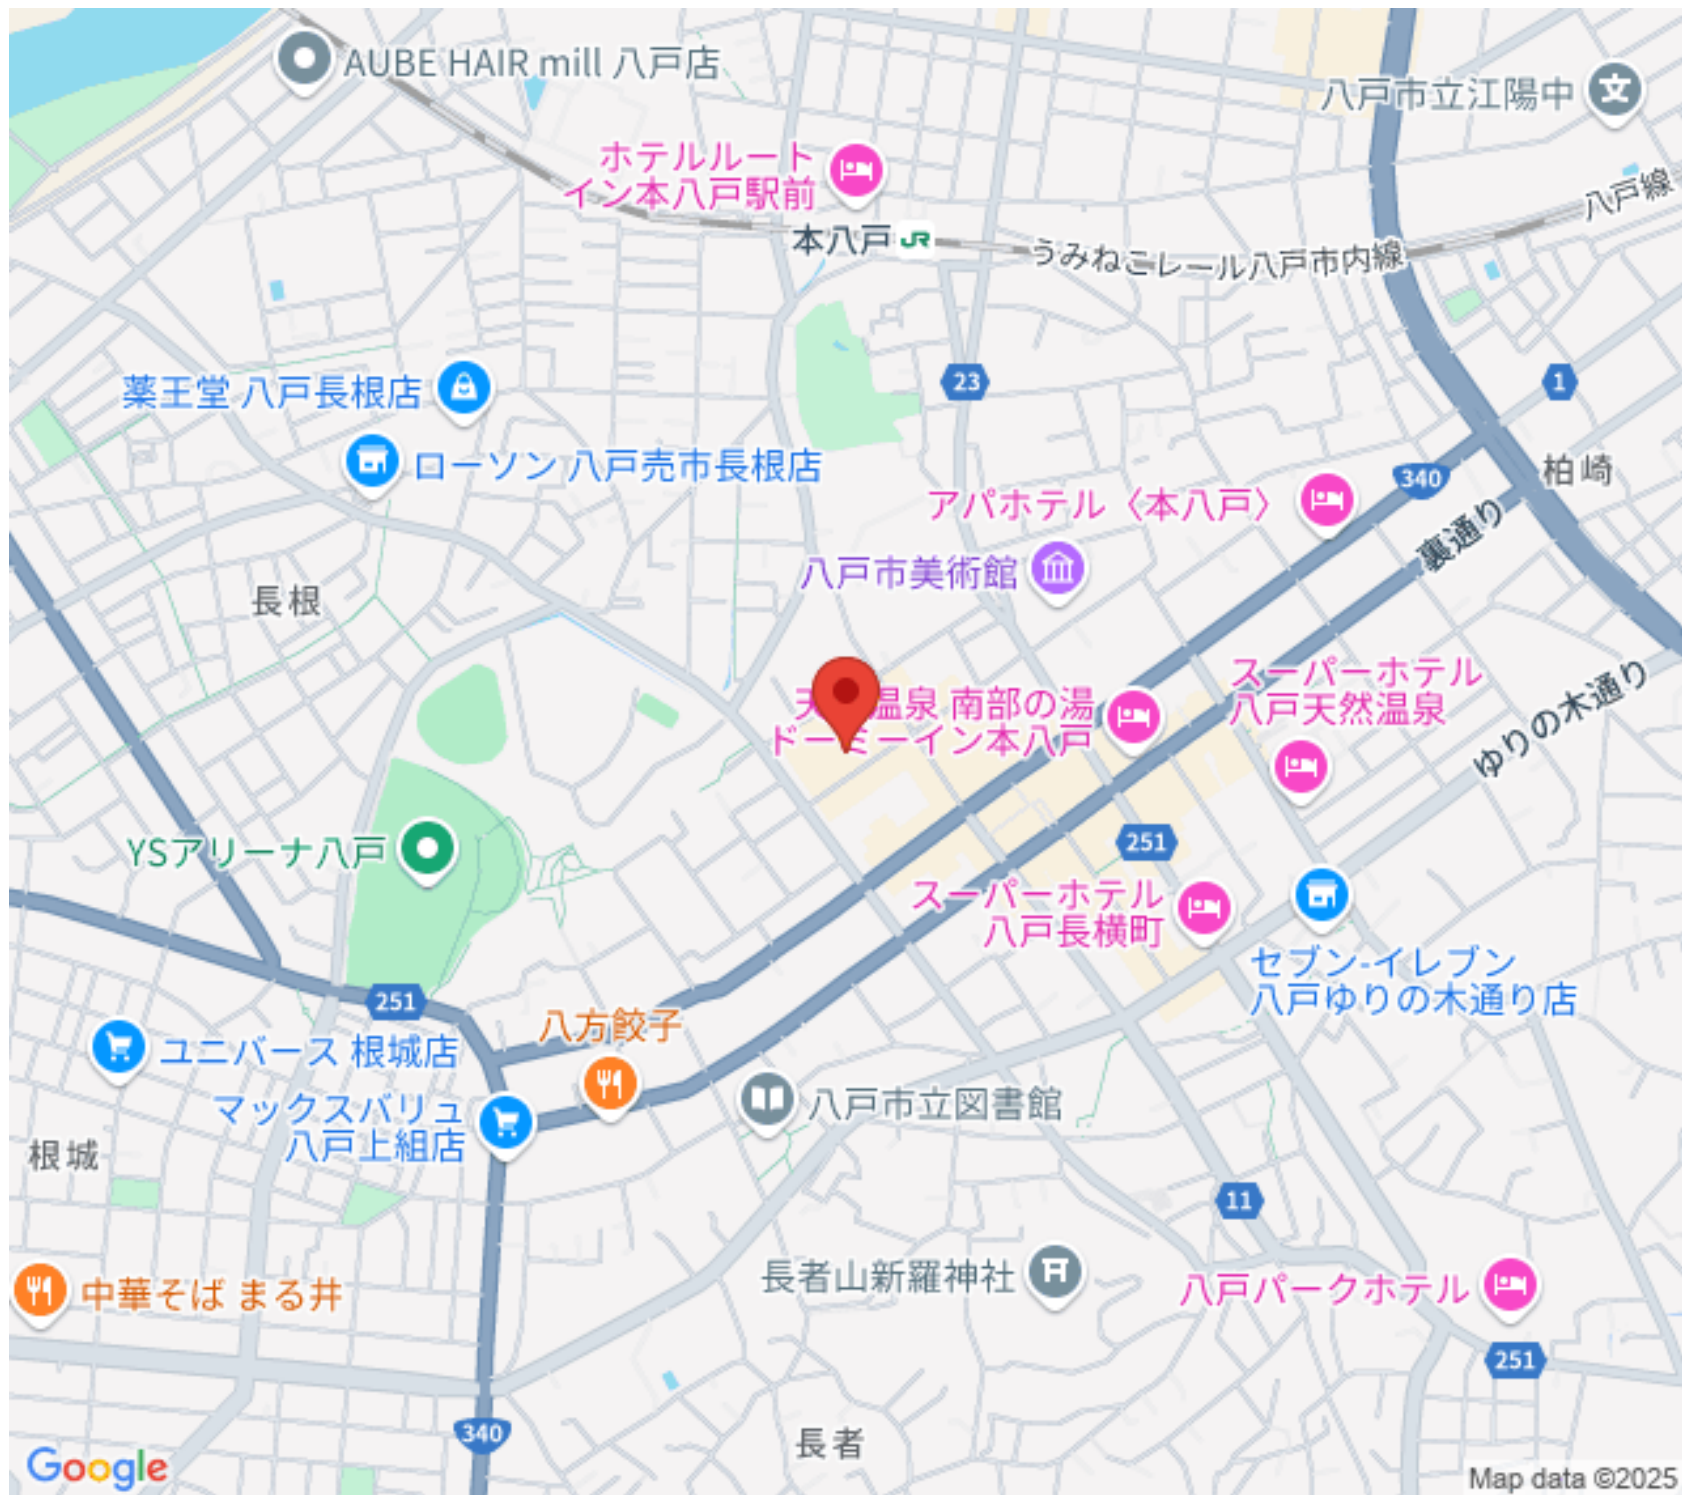 AUBE HAIR mill 八戸店
八戸市立江陽中
ホテルルート
イン本八戸駅前
八戸線
本八戸 JR
うみねこレール八戸市内線
23
1
薬王堂 八戸長根店
ローソン 八戸売市長根店
柏崎
340
アパホテル〈本八戸〉
裏通り
八戸市美術館
長根
スーパーホテル
八戸天然温泉
ゆりの木通り
温泉 南部の湯
ドーミーイン本八戸
YSアリーナ八戸
251
スーパーホテル
八戸長横町
セブン-イレブン
八戸ゆりの木通り店
251
八方餃子
ユニバース 根城店
マックスバリュ
八戸上組店
八戸市立図書館
根城
11
長者山新羅神社
八戸パークホテル
中華そば まる井
251
340
長者
Google
Map data ©2025